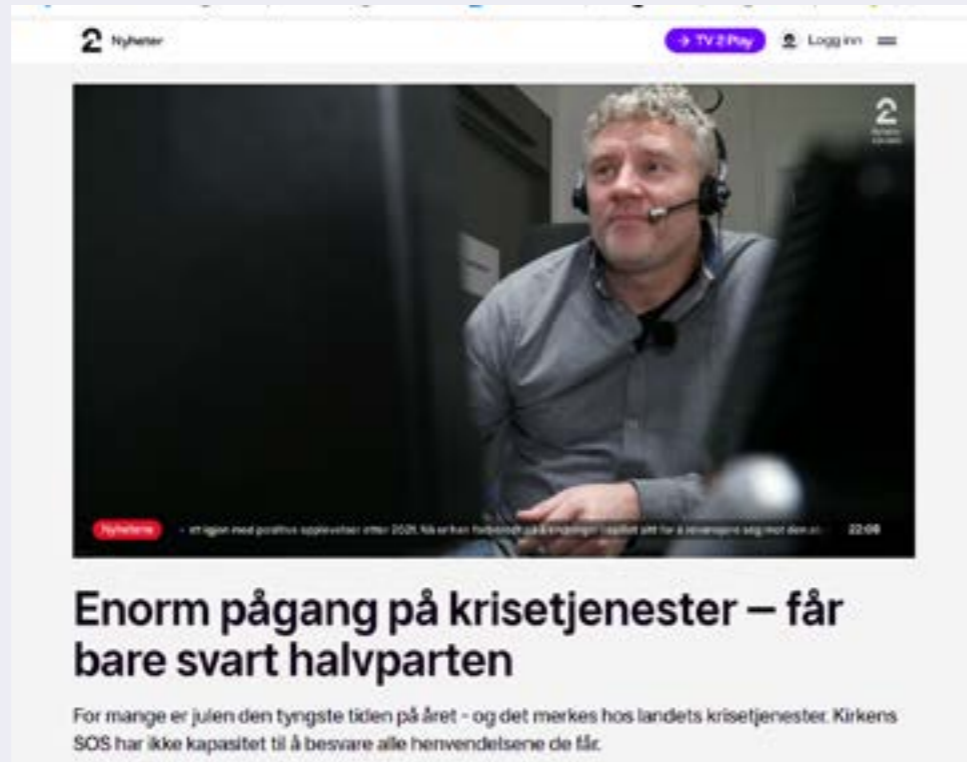 2 Nyheter
→ TV 2 Play Logg inn
2
Nyhetene
22:08
Enorm pågang på krisetjenester – får
bare svart halvparten
For mange er julen den tyngste tiden på året - og det merkes hos landets krisetjenester. Kirkens
SOS har ikke kapasitet til å besvare alle henvendelsene de får.